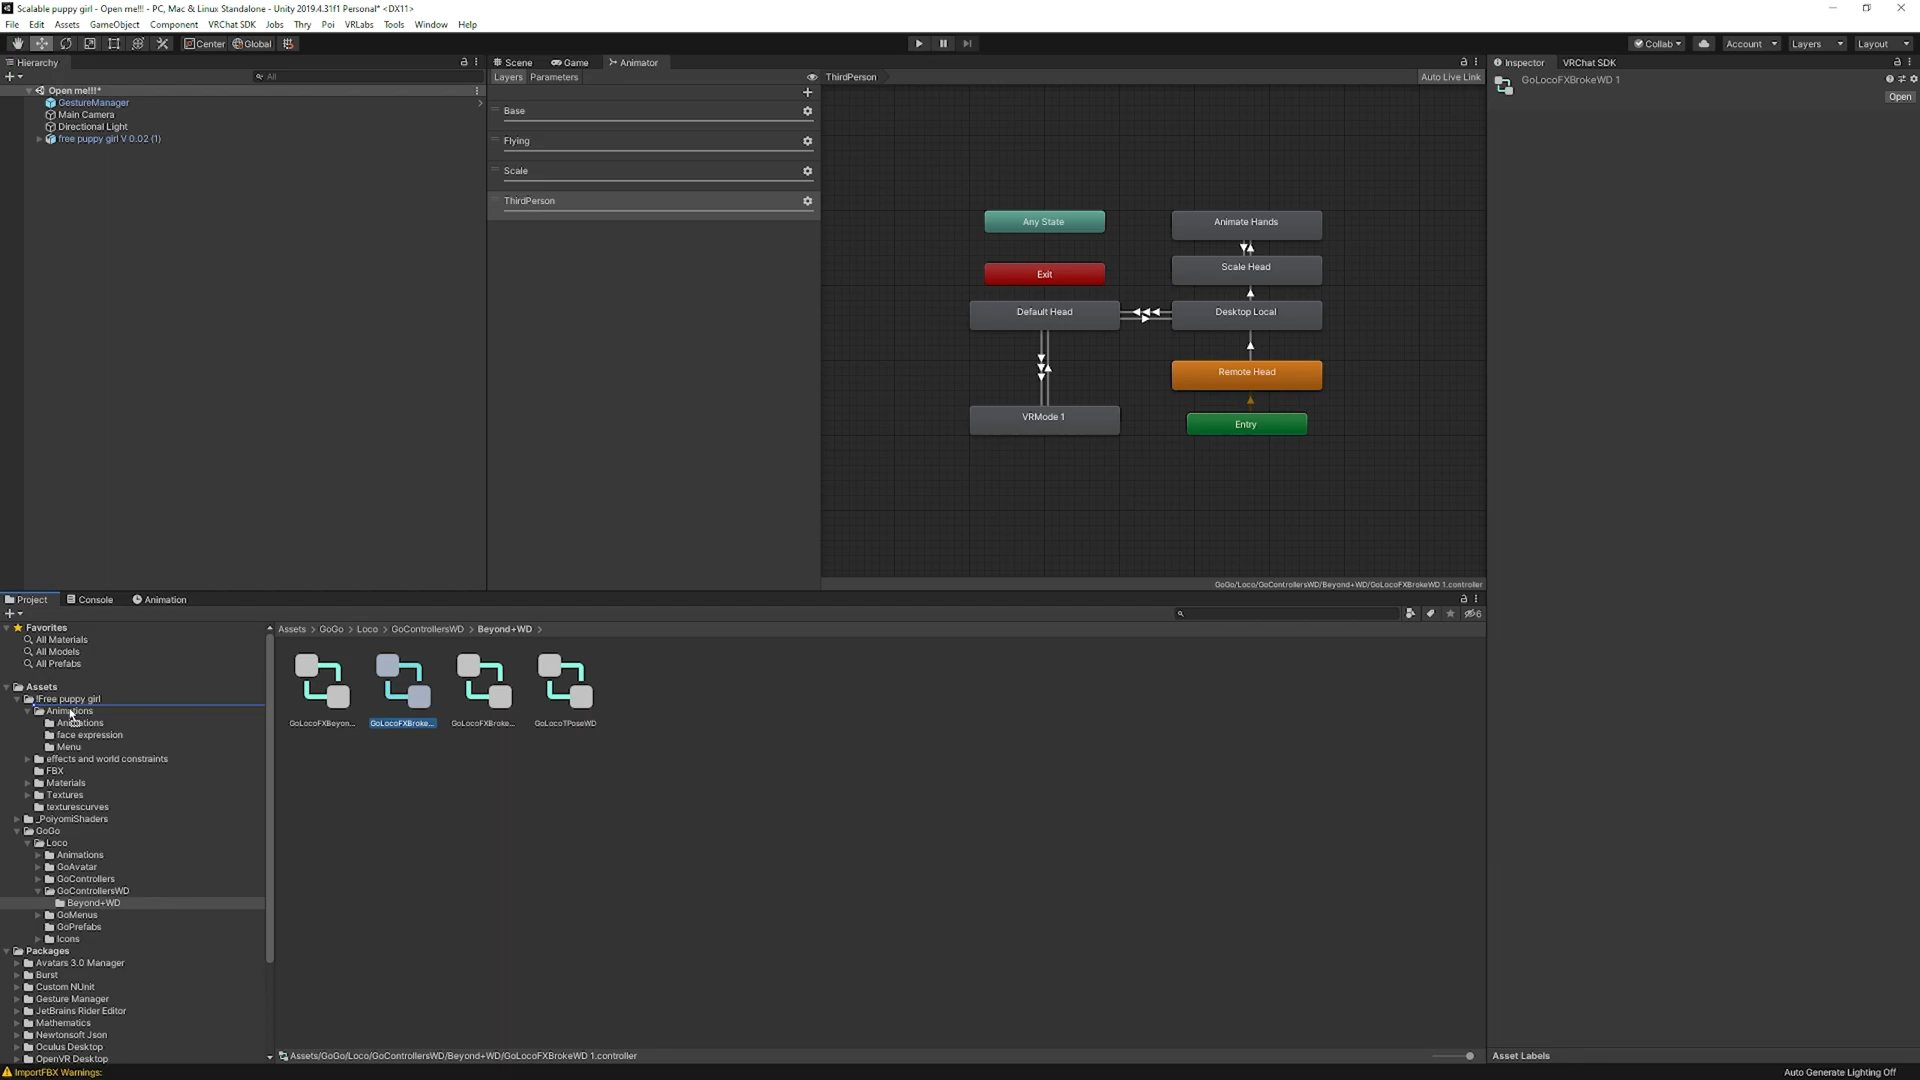 Scalable puppy girl - Open me!!! - PC, Mac & Linux Standalone - Unity 2019.4.31f1 Personal* <DX11>
File Edit Assets GameObject Component VRChat SDK Jobs Thry Poi VRLabs Tools Window Help
Center Global Collab Account Layers Layout
Hierarchy
All
Open me!!!*
GestureManager
Main Camera
Directional Light
free puppy girl V 0.02 (1)
Scene Game Animator
Layers Parameters
Base
Flying
Scale
ThirdPerson
ThirdPerson
Auto Live Link
Any State
Animate Hands
Exit
Scale Head
Default Head
Desktop Local
Remote Head
VRMode 1
Entry
GoGo/Loco/GoControllersWD/Beyond+WD/GoLocoFXBrokeWD 1.controller
Inspector VRChat SDK
GoLocoFXBrokeWD 1
Open
Asset Labels
Project Console Animation
6
Favorites
All Materials
All Models
All Prefabs
Assets
!Free puppy girl
Animations
Animations
face expression
Menu
effects and world constraints
FBX
Materials
Textures
texturescurves
_PoiyomiShaders
GoGo
Loco
Animations
GoAvatar
GoControllers
GoControllersWD
Beyond+WD
GoMenus
GoPrefabs
Icons
Packages
Avatars 3.0 Manager
Burst
Custom NUnit
Gesture Manager
JetBrains Rider Editor
Mathematics
Newtonsoft Json
Oculus Desktop
OpenVR Desktop
Assets > GoGo > Loco > GoControllersWD > Beyond+WD >
GoLocoFXBeyon... GoLocoFXBroke... GoLocoFXBroke... GoLocoTPoseWD
Assets/GoGo/Loco/GoControllersWD/Beyond+WD/GoLocoFXBrokeWD 1.controller
ImportFBX Warnings:
Auto Generate Lighting Off